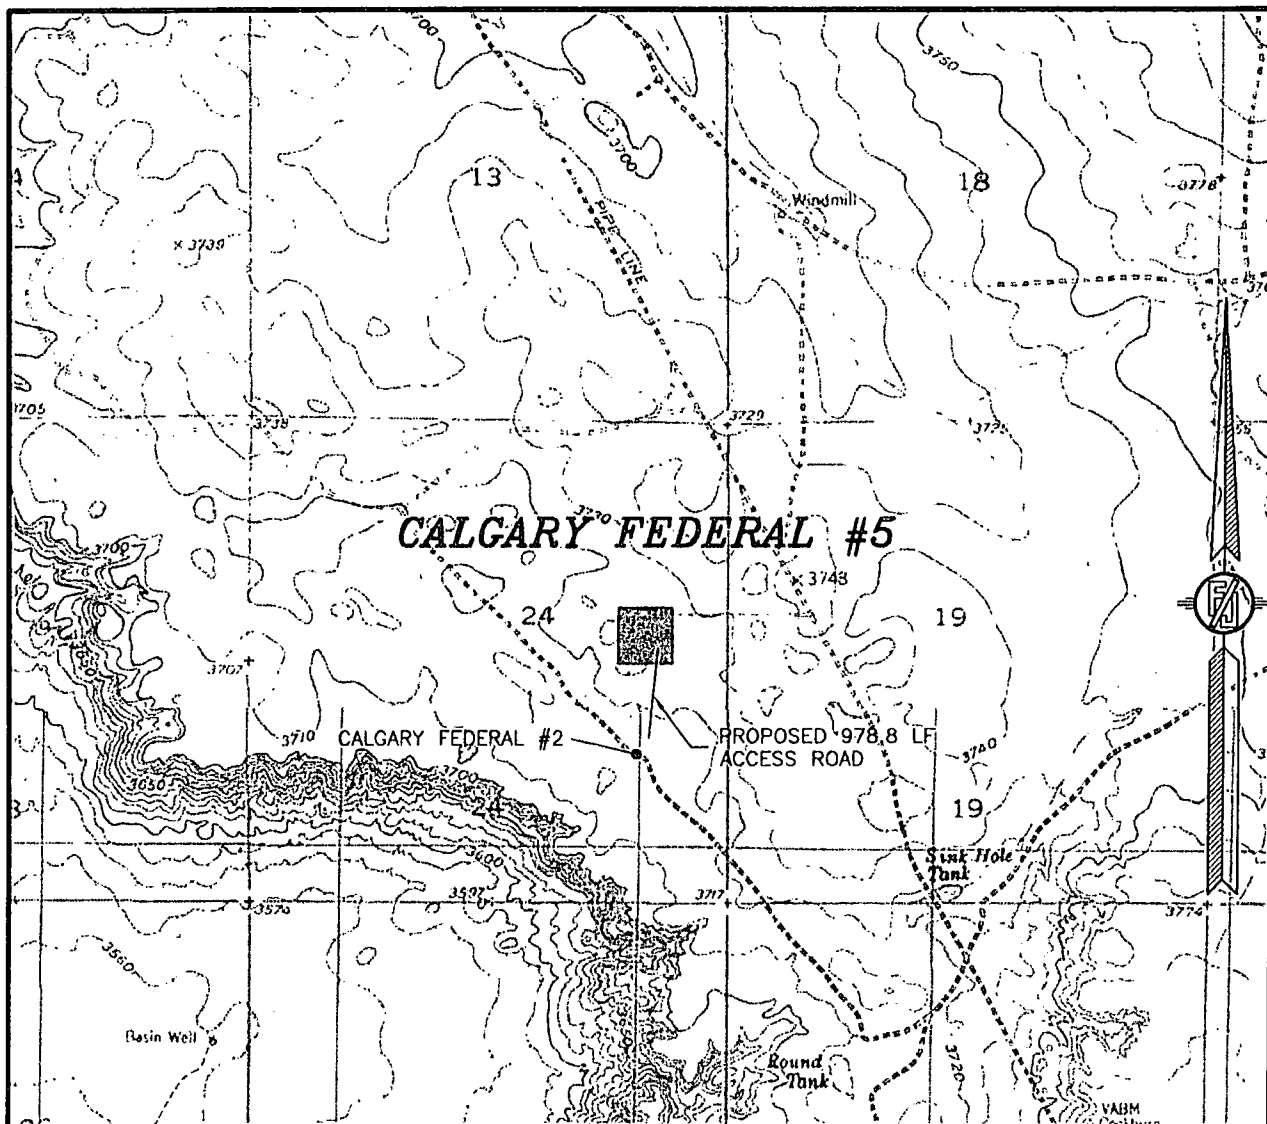 3700
3750
3700
13
18
3778
Windmill
PIPE LINE
× 3739
3705
3738
3729
CALGARY FEDERAL #5
3700
3743
24
19
3707
3710
CALGARY FEDERAL #2
PROPOSED 978.8 LF
ACCESS ROAD
3740
3700
3650
24
19
Sink Hole
Tank
3600
3597
3717
3774
3570
3560
Basin Well
Round
Tank
3720
VABM